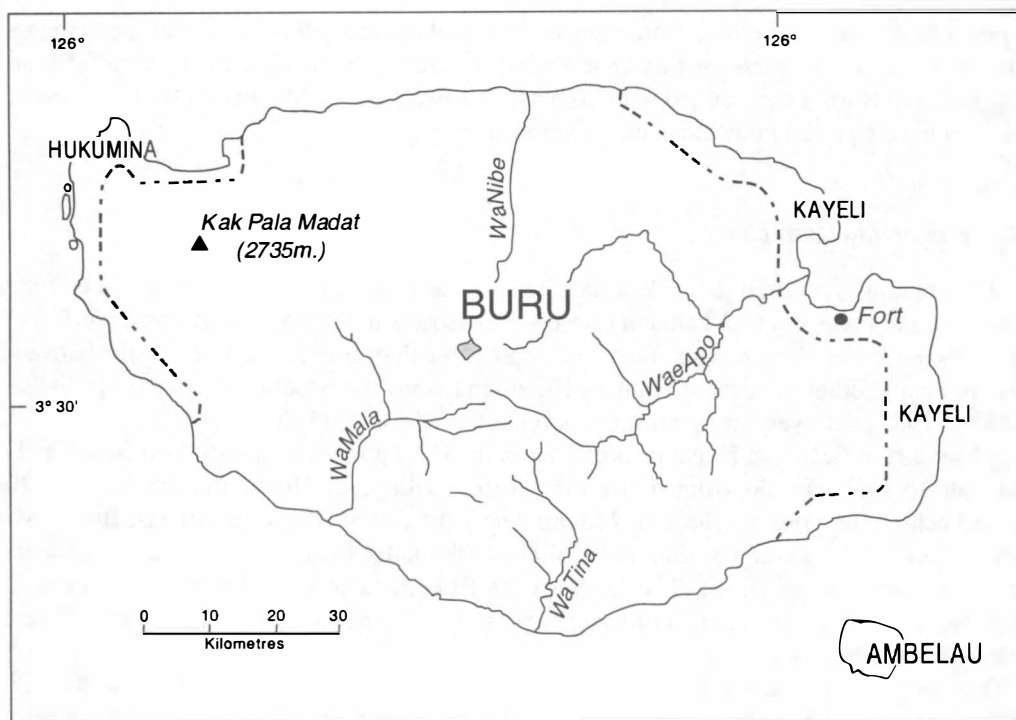 126°
126°
HUKUMINA
Kak Pala Madat
(2735m.)
WaNibe
KAYELI
BURU
Fort
WaeApo
3° 30'
KAYELI
WaMala
WaTina
0 10 20 30
Kilometres
AMBELAU